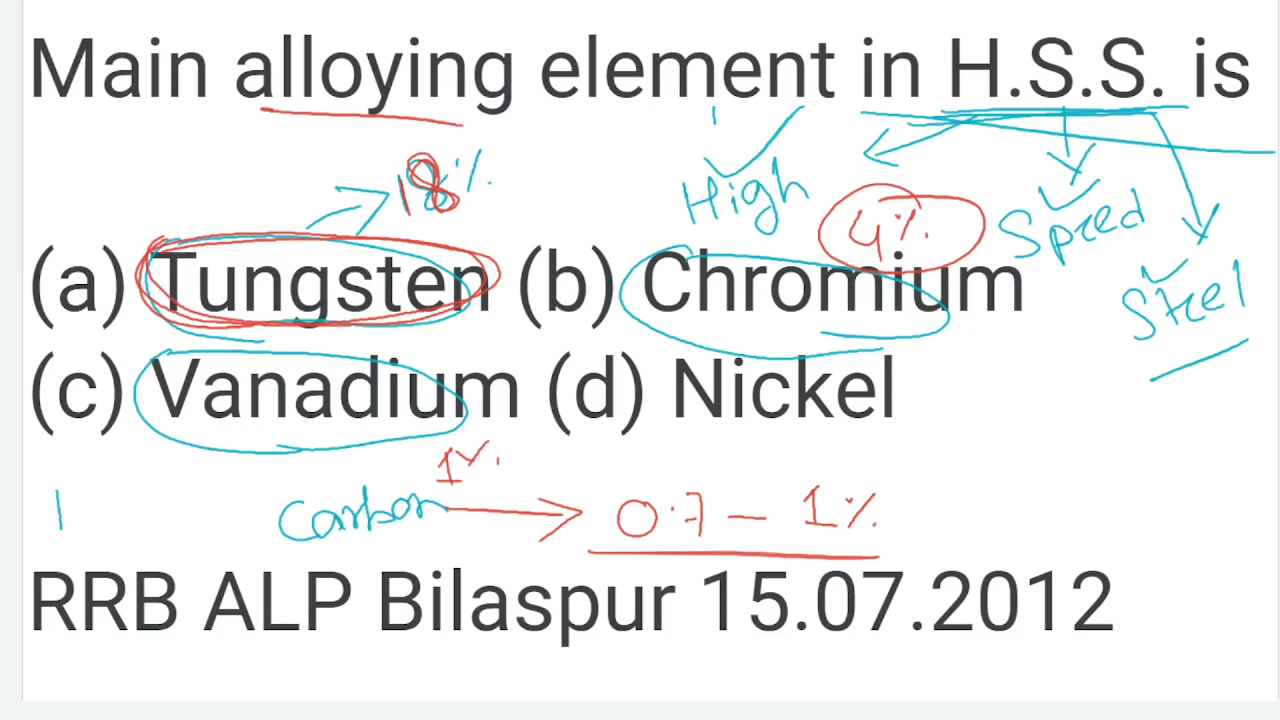 Main alloying element in H.S.S. is
18%
High
4%
Speed
Steel
(a) Tungsten (b) Chromium
(c) Vanadium (d) Nickel
1%.
Carbon → 0.7 – 1%
RRB ALP Bilaspur 15.07.2012